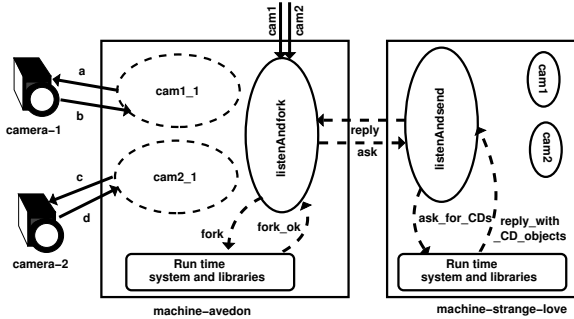 cam1
cam2
a
b
camera-1
cam1_1
listenAndfork
reply
ask
listenAndsend
cam1
cam2
c
d
camera-2
cam2_1
fork
fork_ok
ask_for_CDs
reply_with
_CD_objects
Run time
system and libraries
Run time
system and libraries
machine-avedon
machine-strange-love